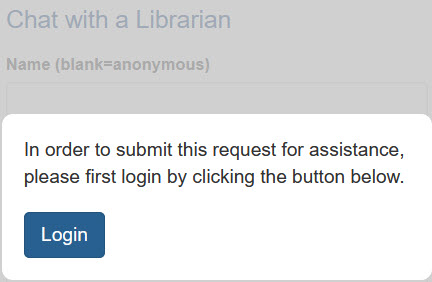 Chat with a Librarian
Name (blank=anonymous)
In order to submit this request for assistance,
please first login by clicking the button below.
Login